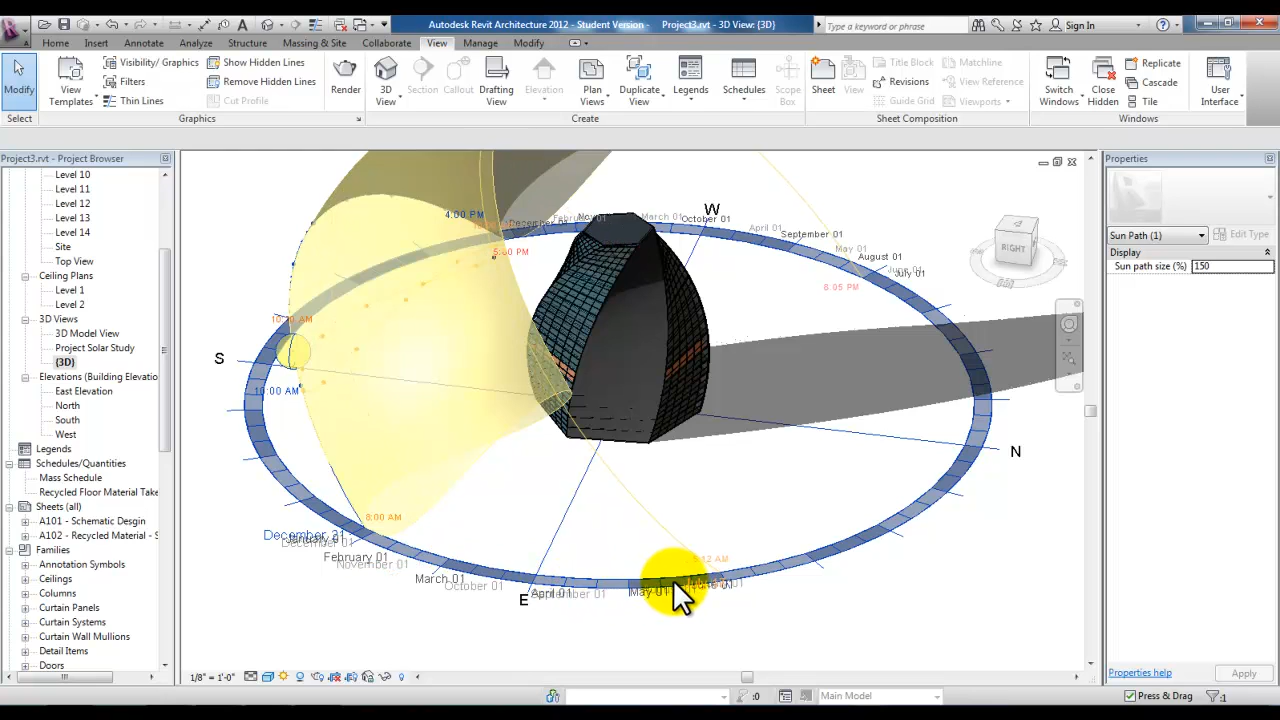 Autodesk Revit Architecture 2012 - Student Version - Project3.rvt - 3D View: {3D}
Type a keyword or phrase
Sign In
Home Insert Annotate Analyze Structure Massing & Site Collaborate View Manage Modify
Modify
View Templates
Visibility/ Graphics
Filters
Thin Lines
Show Hidden Lines
Remove Hidden Lines
Cut Profile
Render
3D View
Section
Callout
Drafting View
Elevation
Plan Views
Duplicate View
Legends
Schedules
Scope Box
Sheet
View
Title Block
Revisions
Guide Grid
Matchline
View Reference
Viewports
Switch Windows
Close Hidden
Replicate
Cascade
Tile
User Interface
Select
Graphics
Create
Sheet Composition
Windows
Project3.rvt - Project Browser
Level 10
Level 11
Level 12
Level 13
Level 14
Site
Top View
Ceiling Plans
Level 1
Level 2
3D Views
3D Model View
Project Solar Study
{3D}
Elevations (Building Elevatio
East Elevation
North
South
West
Legends
Schedules/Quantities
Mass Schedule
Recycled Floor Material Take
Sheets (all)
A101 - Schematic Desgin
A102 - Recycled Material - S
Families
Annotation Symbols
Ceilings
Columns
Curtain Panels
Curtain Systems
Curtain Wall Mullions
Detail Items
Doors
4:00 PM
December 01
March 01
October 01
W
April 01
September 01
May 01
August 01
July 01
8:05 PM
S
10:00 AM
N
8:00 AM
December 01
December 01
February 01
November 01
March 01
October 01
E
April 01
September 01
May 01
RIGHT
Properties
Sun Path (1)
Edit Type
Display
Sun path size (%) 150
Properties help
Apply
1/8" = 1'-0"
:0
Main Model
Press & Drag
:1